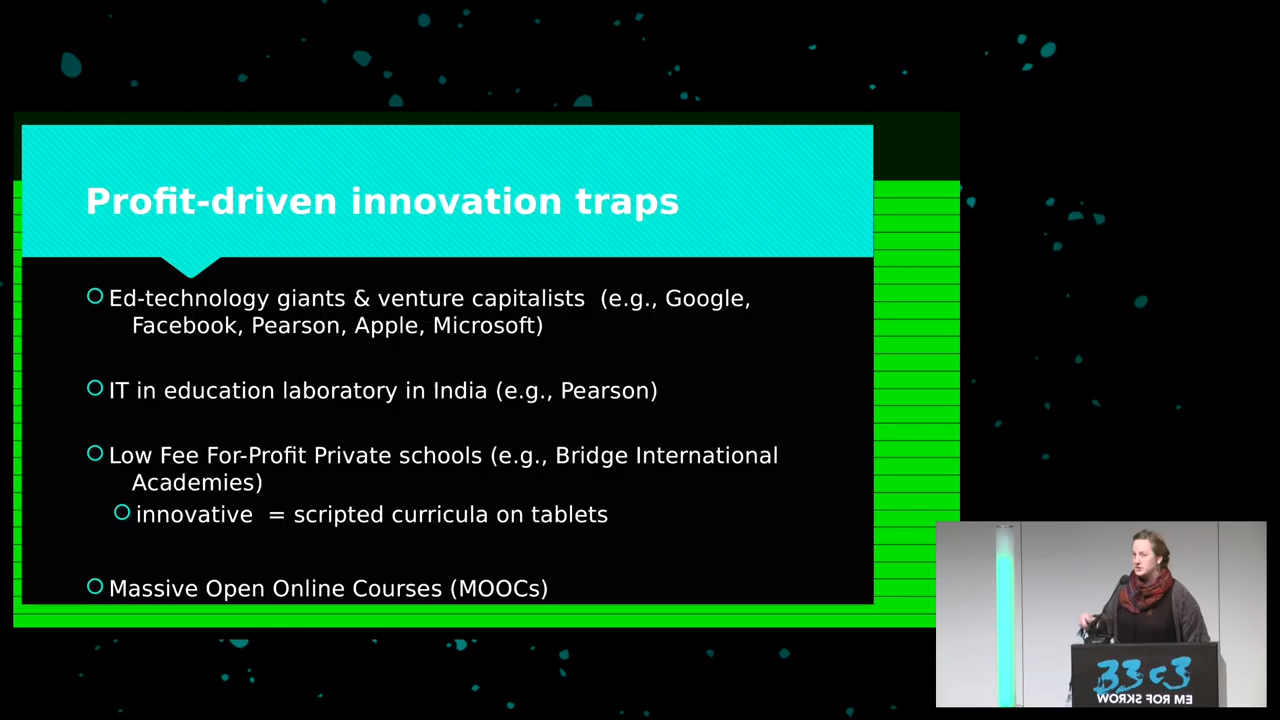 Profit-driven innovation traps
Ed-technology giants & venture capitalists (e.g., Google,
Facebook, Pearson, Apple, Microsoft)
IT in education laboratory in India (e.g., Pearson)
Low Fee For-Profit Private schools (e.g., Bridge International
Academies)
innovative = scripted curricula on tablets
Massive Open Online Courses (MOOCs)
33c3
WORKS FOR ME